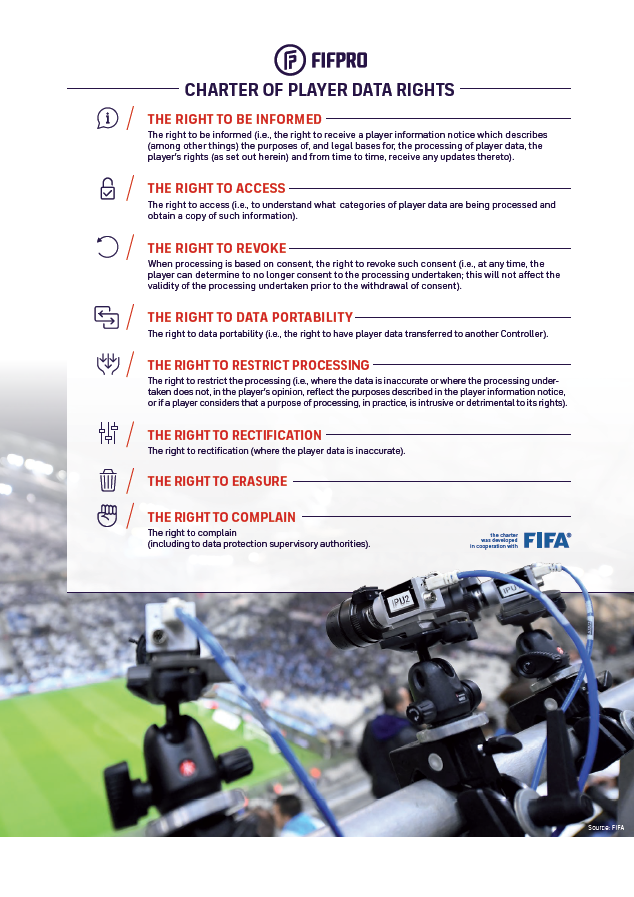 FIFPRO
CHARTER OF PLAYER DATA RIGHTS
THE RIGHT TO BE INFORMED
The right to be informed (i.e., the right to receive a player information notice which describes
(among other things) the purposes of, and legal bases for, the processing of player data, the
player's rights (as set out herein) and from time to time, receive any updates thereto).
THE RIGHT TO ACCESS
The right to access (i.e., to understand what categories of player data are being processed and
obtain a copy of such information).
THE RIGHT TO REVOKE
When processing is based on consent, the right to revoke such consent (i.e., at any time, the
player can determine to no longer consent to the processing undertaken; this will not affect the
validity of the processing undertaken prior to the withdrawal of consent).
THE RIGHT TO DATA PORTABILITY
The right to data portability (i.e., the right to have player data transferred to another Controller).
THE RIGHT TO RESTRICT PROCESSING
The right to restrict the processing (i.e., where the data is inaccurate or where the processing under-
taken does not, in the player's opinion, reflect the purposes described in the player information notice,
or if a player considers that a purpose of processing, in practice, is intrusive or detrimental to its rights).
THE RIGHT TO RECTIFICATION
The right to rectification (where the player data is inaccurate).
THE RIGHT TO ERASURE
THE RIGHT TO COMPLAIN
The right to complain
(including to data protection supervisory authorities).
the charter
was developed
in cooperation with
FIFA®
IPU2
IPU
Source: FIFA